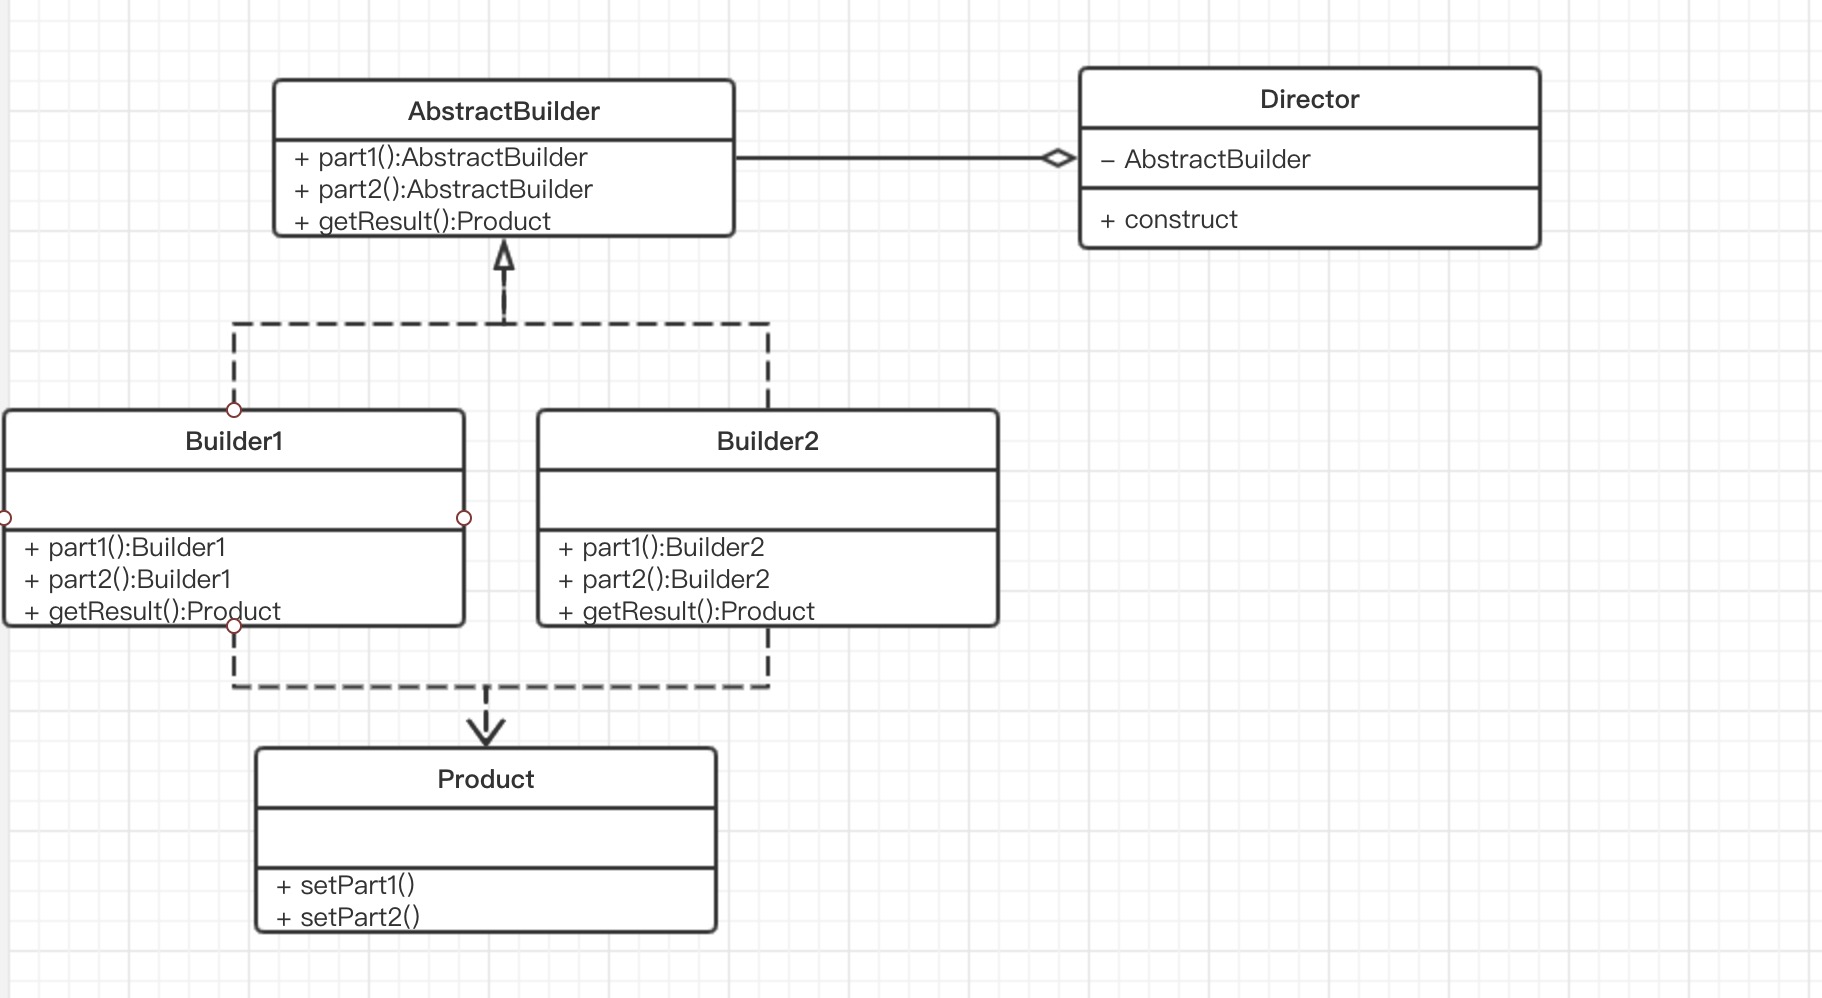 AbstractBuilder
+ part1():AbstractBuilder
+ part2():AbstractBuilder
+ getResult():Product
Director
– AbstractBuilder
+ construct
Builder1
+ part1():Builder1
+ part2():Builder1
+ getResult():Product
Builder2
+ part1():Builder2
+ part2():Builder2
+ getResult():Product
Product
+ setPart1()
+ setPart2()